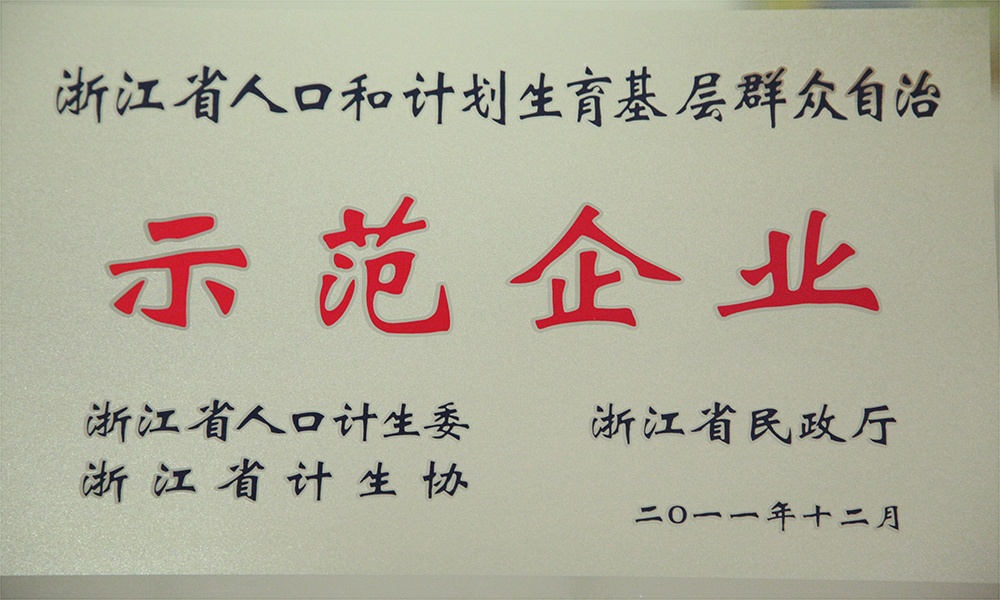 浙江省人口和计划生育基层群众自治
示范企业
浙江省人口计生委
浙江省计生协
浙江省民政厅
二〇一一年十二月